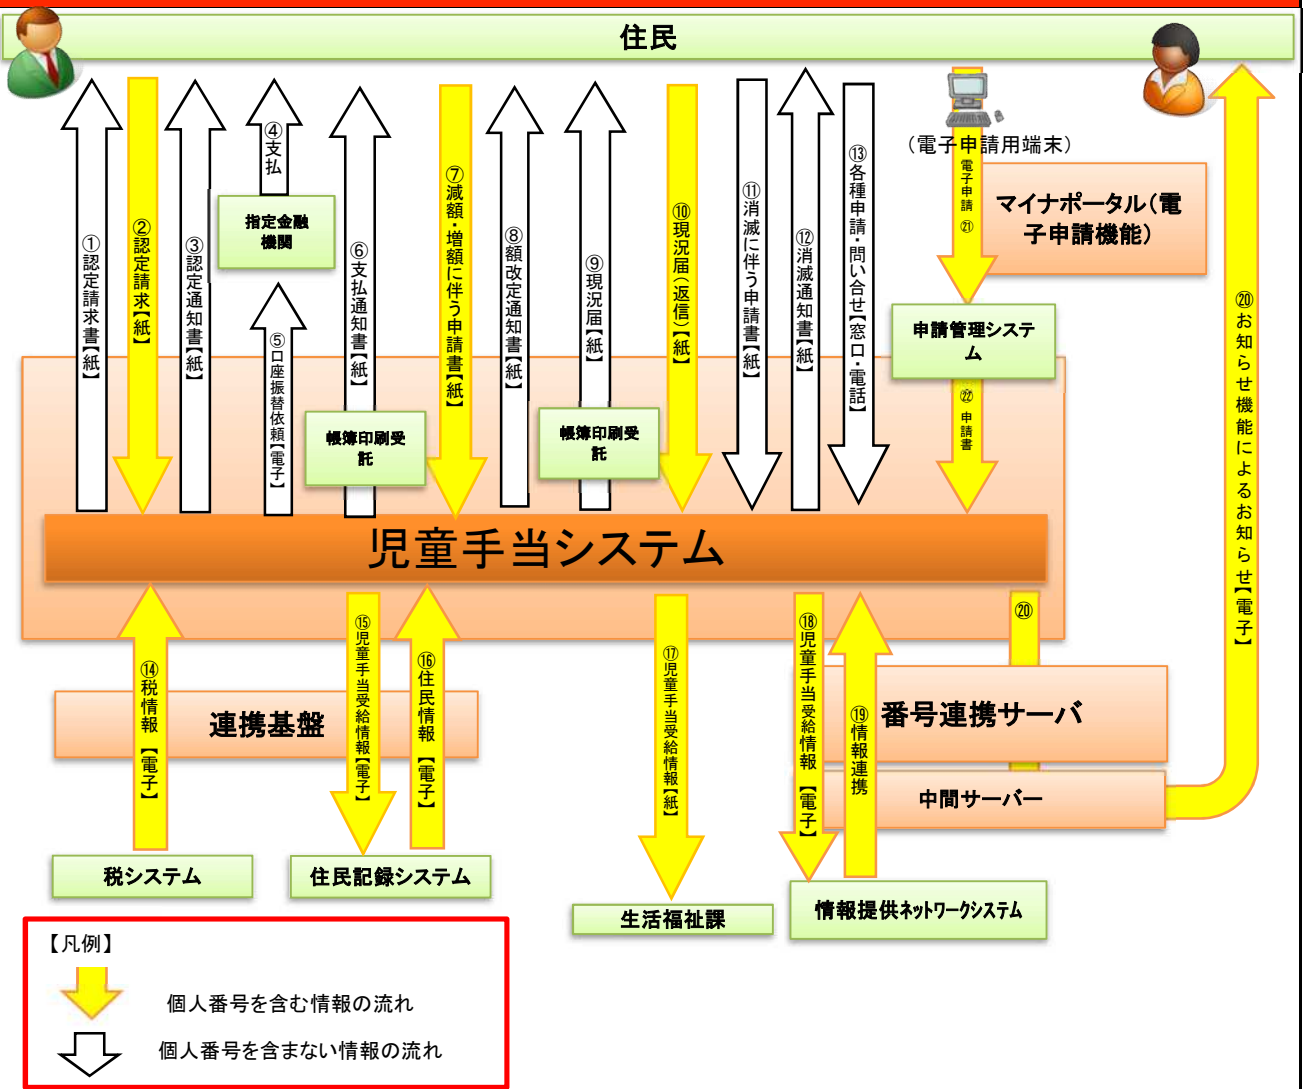 住民
①認定請求書【紙】
②認定請求【紙】
③認定通知書【紙】
④支払
指定金融
機関
⑤口座振替依頼【電子】
⑥支払通知書【紙】
帳簿印刷受
託
⑦減額・増額に伴う申請書【紙】
⑧額改定通知書【紙】
⑨現況届【紙】
帳簿印刷受
託
⑩現況届（返信）【紙】
⑪消滅に伴う申請書【紙】
⑫消滅通知書【紙】
⑬各種申請・問い合せ【窓口・電話】
（電子申請用端末）
電子申請 ㉑
マイナポータル（電
子申請機能）
申請管理システ
ム
㉒ 申請書
⑳お知らせ機能によるお知らせ【電子】
児童手当システム
⑭税情報 【電子】
⑮児童手当受給情報【電子】
⑯住民情報 【電子】
⑰児童手当受給情報【紙】
⑱児童手当受給情報 【電子】
⑲情報連携
⑳
連携基盤
番号連携サーバ
中間サーバー
税システム
住民記録システム
生活福祉課
情報提供ネットワークシステム
【凡例】
個人番号を含む情報の流れ
個人番号を含まない情報の流れ